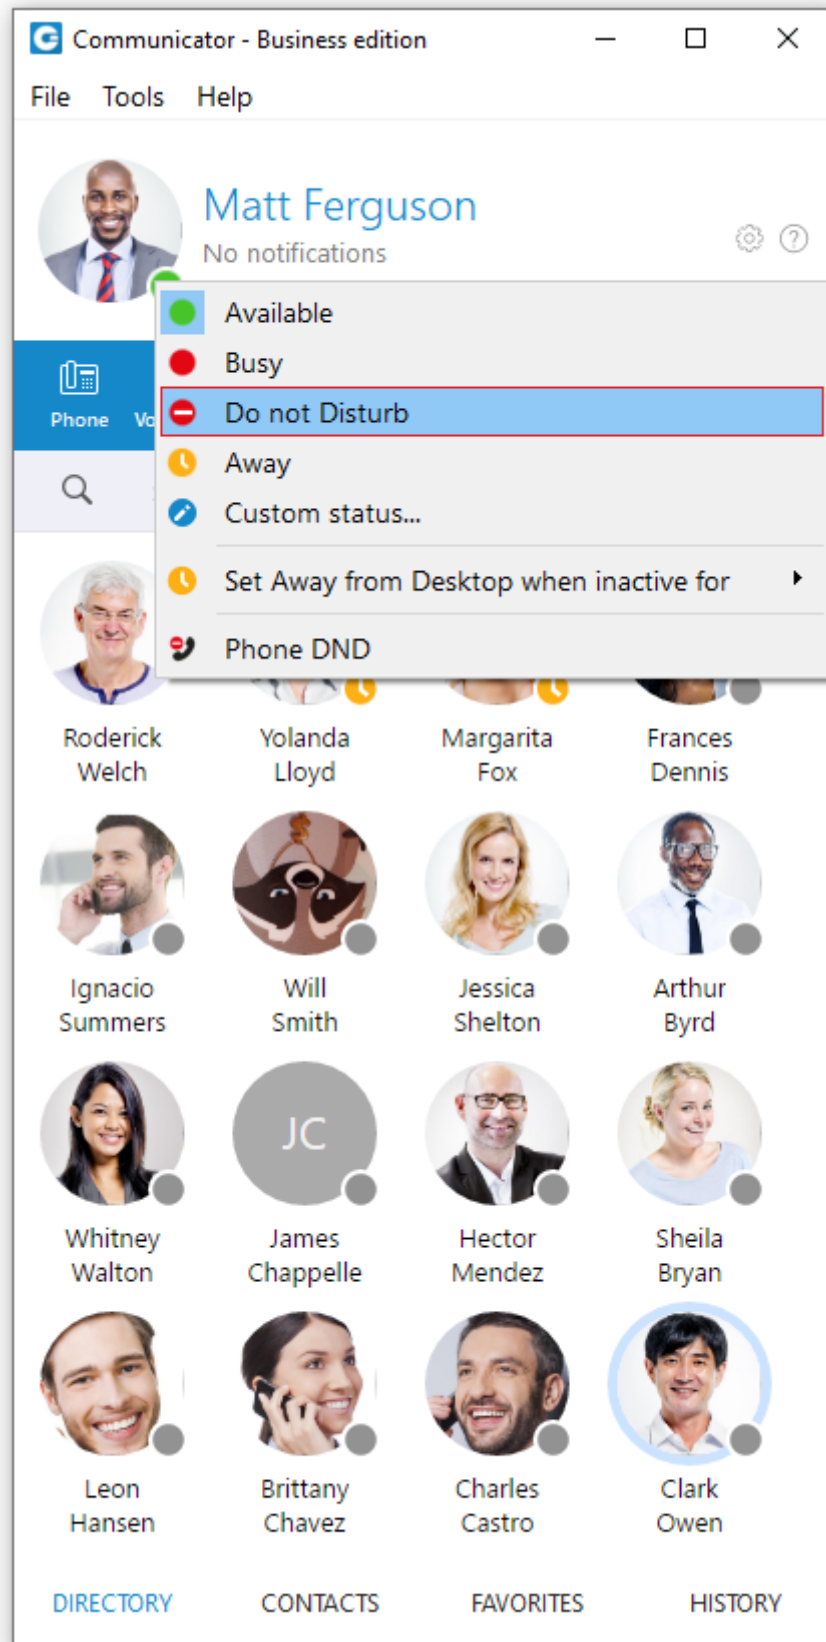 Communicator - Business edition
File Tools Help
Matt Ferguson
No notifications
Available
Busy
Phone
Do not Disturb
Away
Custom status...
Set Away from Desktop when inactive for
Phone DND
Roderick Welch
Yolanda Lloyd
Margarita Fox
Frances Dennis
Ignacio Summers
Will Smith
Jessica Shelton
Arthur Byrd
Whitney Walton
JC
James Chappelle
Hector Mendez
Sheila Bryan
Leon Hansen
Brittany Chavez
Charles Castro
Clark Owen
DIRECTORY CONTACTS FAVORITES HISTORY